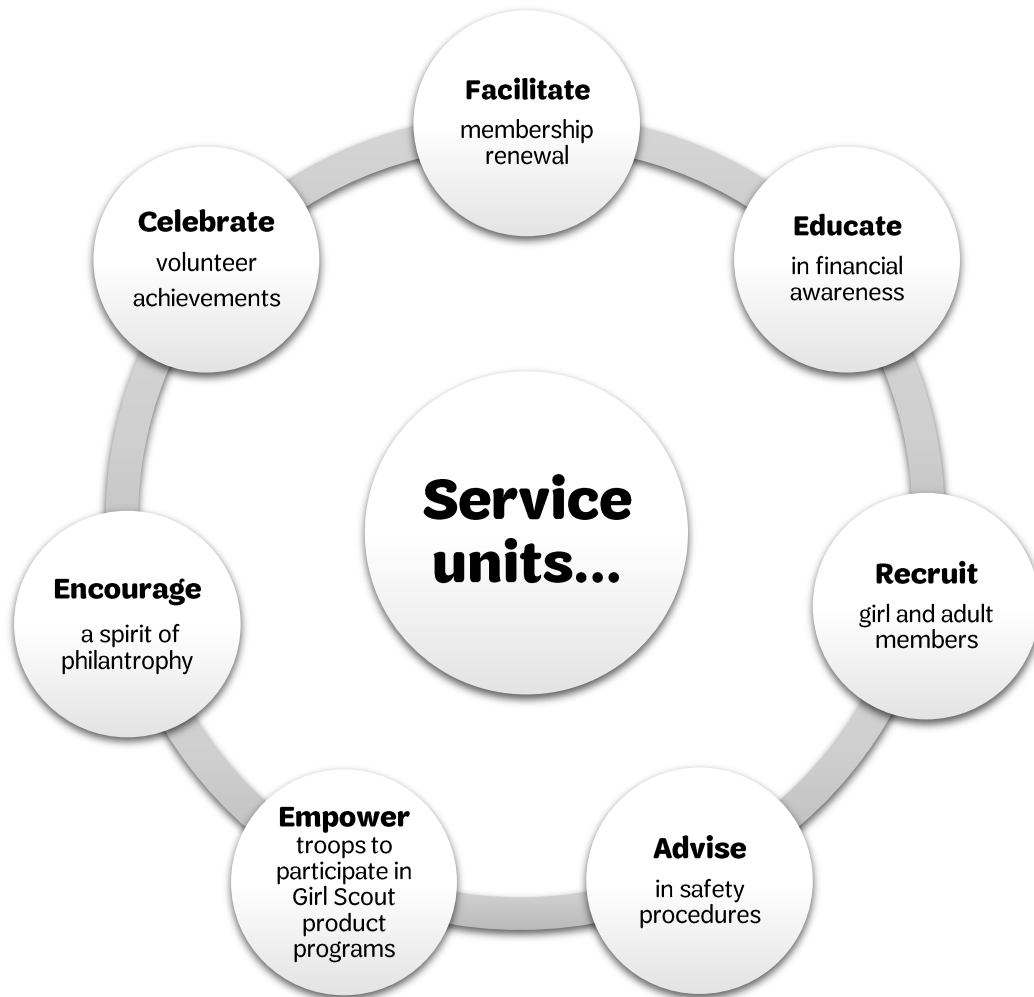 Service
units...
Facilitate
membership
renewal
Educate
in financial
awareness
Recruit
girl and adult
members
Advise
in safety
procedures
Empower
troops to
participate in
Girl Scout
product
programs
Encourage
a spirit of
philantrophy
Celebrate
volunteer
achievements